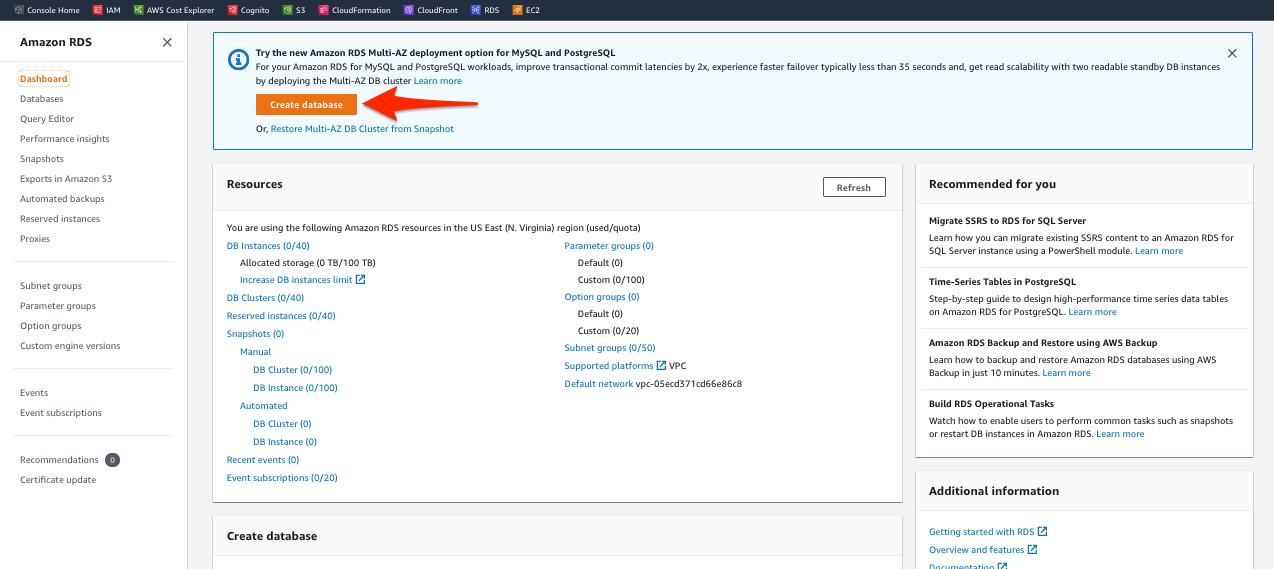 Console Home IAM AWS Cost Explorer Cognito S3 CloudFormation CloudFront RDS EC2
Amazon RDS
Dashboard
Databases
Query Editor
Performance insights
Snapshots
Exports in Amazon S3
Automated backups
Reserved instances
Proxies
Subnet groups
Parameter groups
Option groups
Custom engine versions
Events
Event subscriptions
Recommendations 0
Certificate update
Try the new Amazon RDS Multi-AZ deployment option for MySQL and PostgreSQL
For your Amazon RDS for MySQL and PostgreSQL workloads, improve transactional commit latencies by 2x, experience faster failover typically less than 35 seconds and, get read scalability with two readable standby DB instances
by deploying the Multi-AZ DB cluster Learn more
Create database
Or, Restore Multi-AZ DB Cluster from Snapshot
Resources
Refresh
You are using the following Amazon RDS resources in the US East (N. Virginia) region (used/quota)
DB Instances (0/40)
Allocated storage (0 TB/100 TB)
Increase DB instances limit
DB Clusters (0/40)
Reserved instances (0/40)
Snapshots (0)
Manual
DB Cluster (0/100)
DB Instance (0/100)
Automated
DB Cluster (0)
DB Instance (0)
Recent events (0)
Event subscriptions (0/20)
Parameter groups (0)
Default (0)
Custom (0/100)
Option groups (0)
Default (0)
Custom (0/20)
Subnet groups (0/50)
Supported platforms VPC
Default network vpc-05ecd371cd66e86c8
Create database
Recommended for you
Migrate SSRS to RDS for SQL Server
Learn how you can migrate existing SSRS content to an Amazon RDS for
SQL Server instance using a PowerShell module. Learn more
Time-Series Tables in PostgreSQL
Step-by-step guide to design high-performance time series data tables
on Amazon RDS for PostgreSQL. Learn more
Amazon RDS Backup and Restore using AWS Backup
Learn how to backup and restore Amazon RDS databases using AWS
Backup in just 10 minutes. Learn more
Build RDS Operational Tasks
Watch how to enable users to perform common tasks such as snapshots
or restart DB instances in Amazon RDS. Learn more
Additional information
Getting started with RDS
Overview and features
Documentation